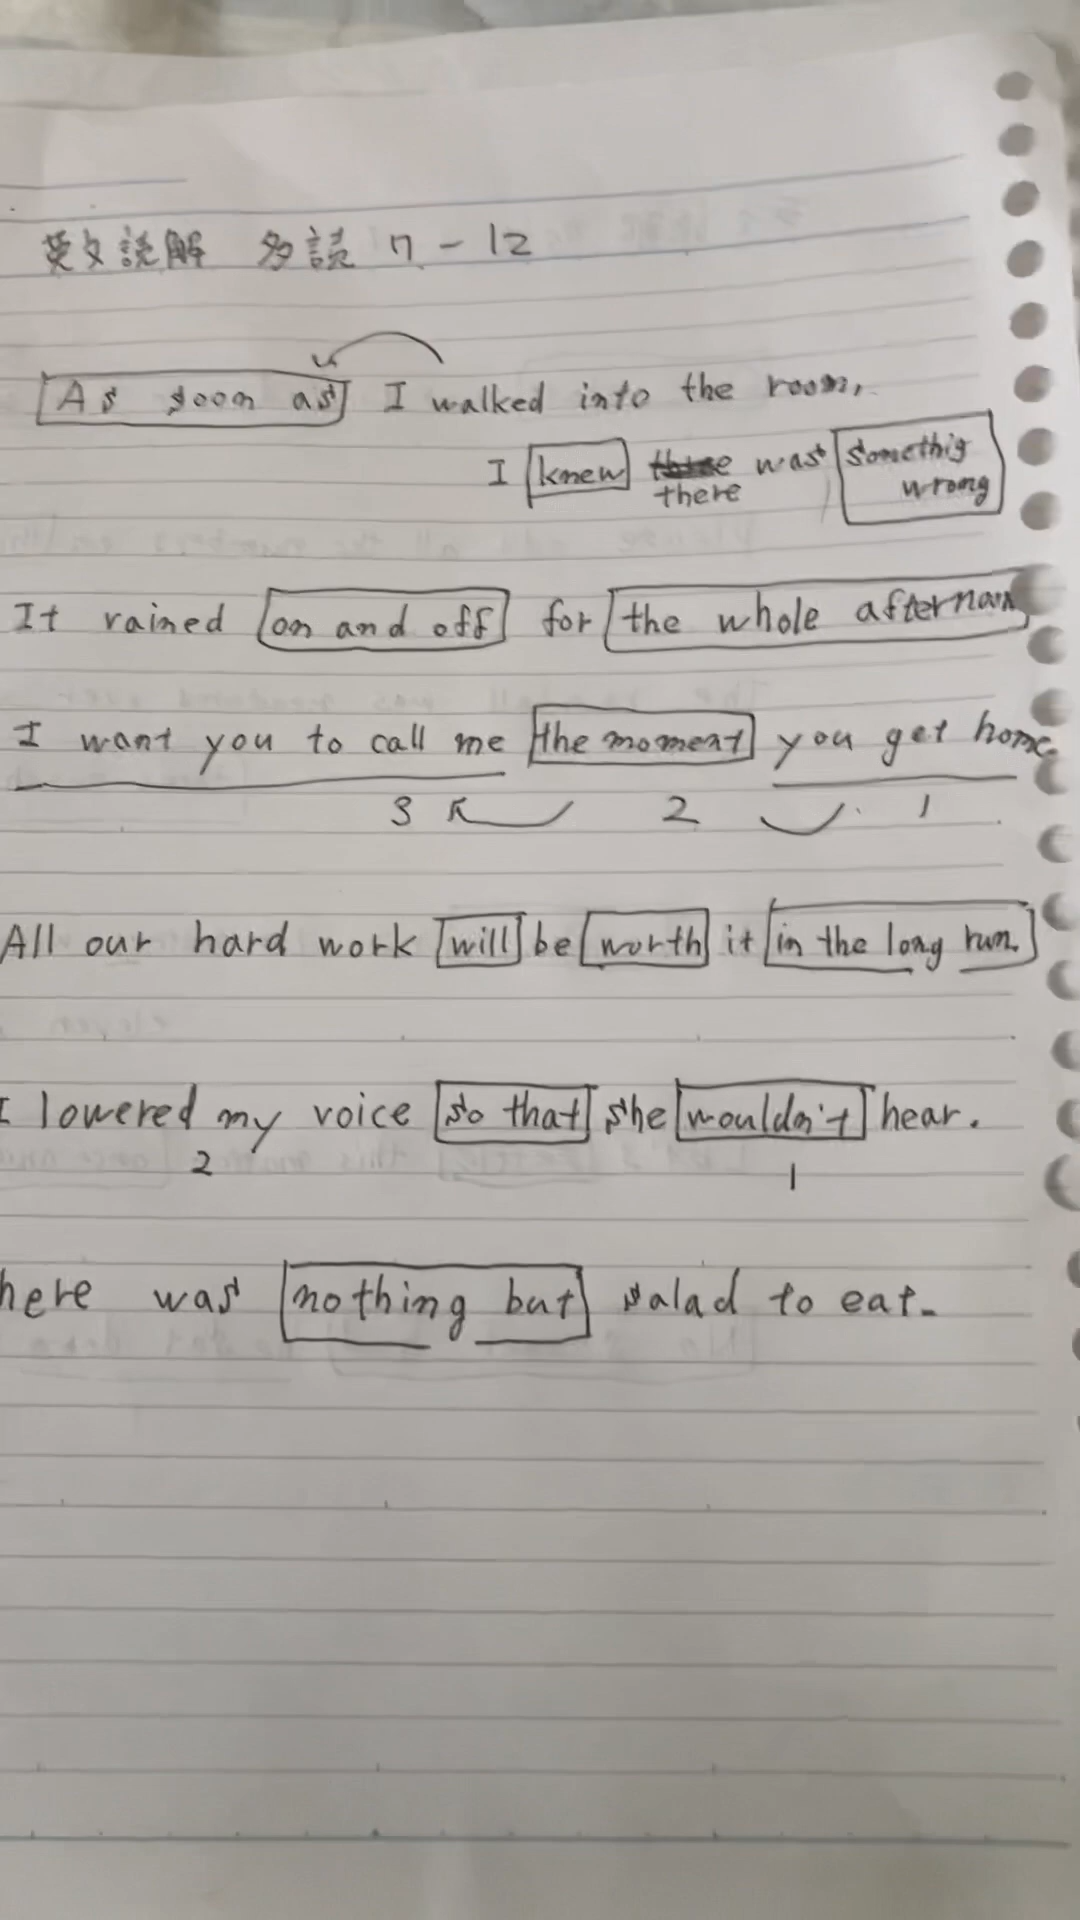 英文読解 多読 7-12
As soon as I walked into the room,
I knew there was somethig wrong
It rained on and off for the whole afternoon
I want you to call me the moment you get home
3 2 1
All our hard work will be worth it in the long run.
I lowered my voice so that she wouldn't hear.
2 1
here was nothing but salad to eat.